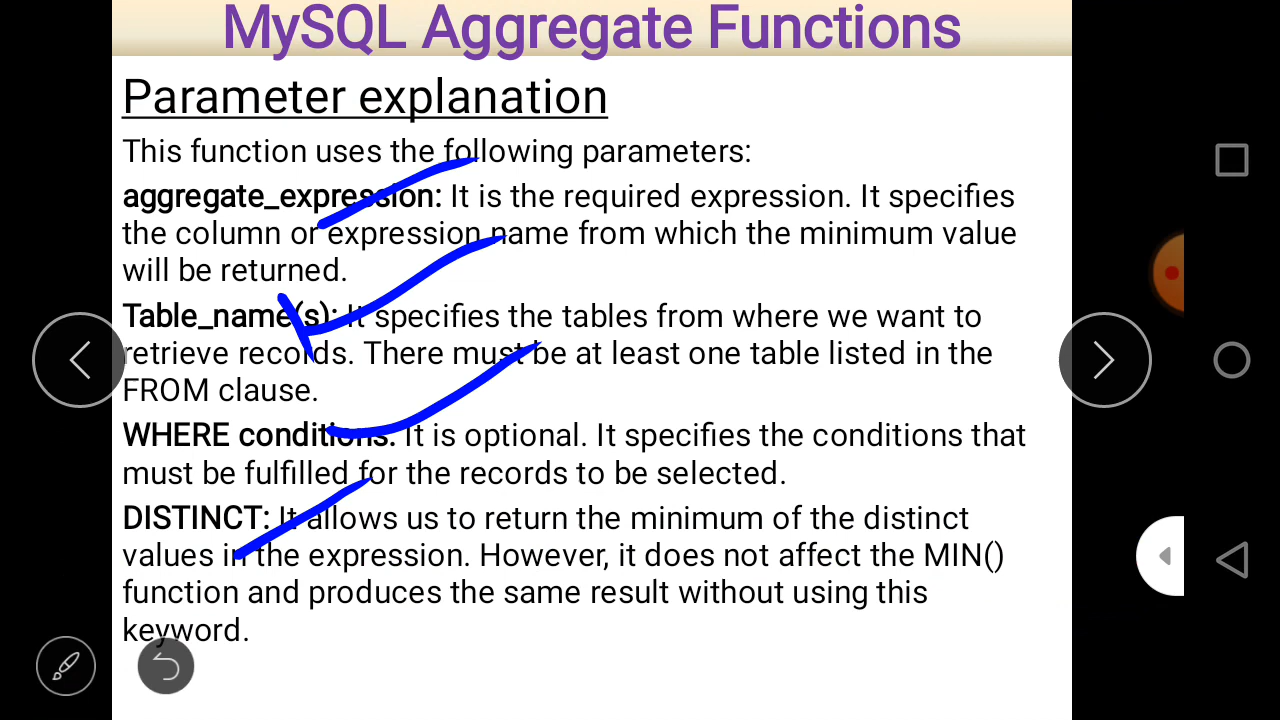 MySQL Aggregate Functions
Parameter explanation
This function uses the following parameters:
aggregate_expression: It is the required expression. It specifies
the column or expression name from which the minimum value
will be returned.
Table_name(s): It specifies the tables from where we want to
retrieve records. There must be at least one table listed in the
FROM clause.
WHERE conditions: It is optional. It specifies the conditions that
must be fulfilled for the records to be selected.
DISTINCT: It allows us to return the minimum of the distinct
values in the expression. However, it does not affect the MIN()
function and produces the same result without using this
keyword.